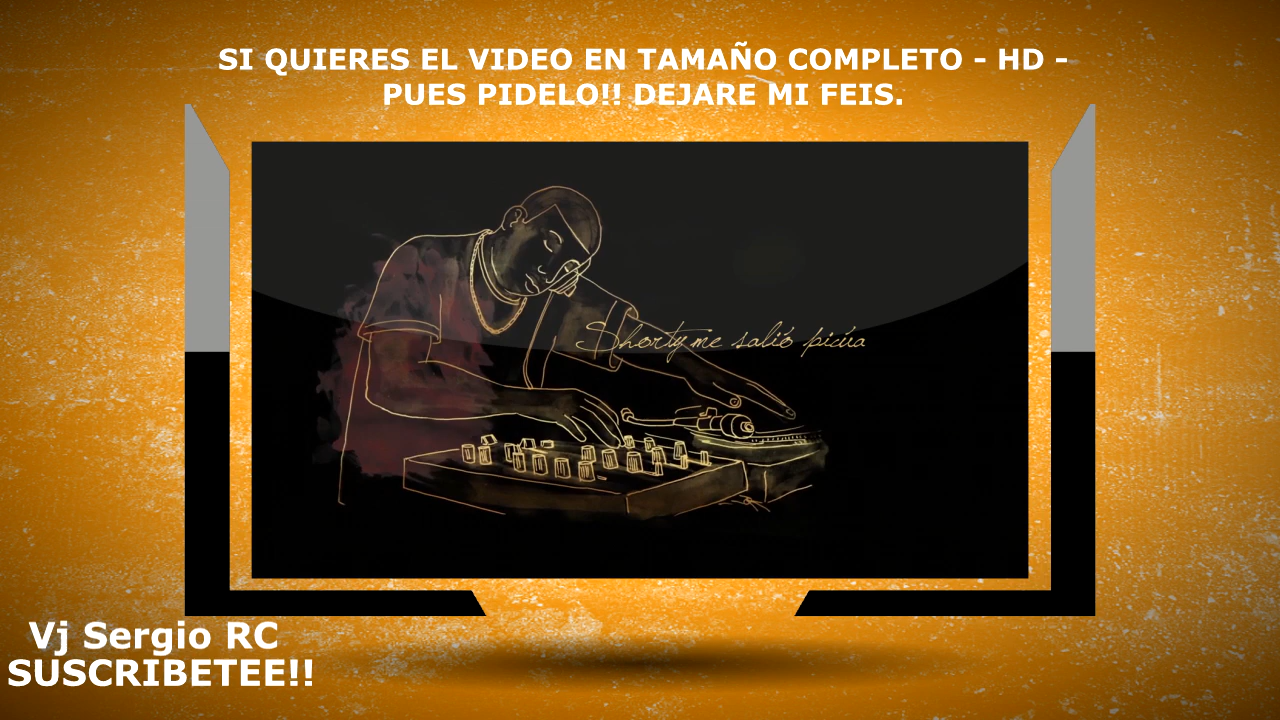 SI QUIERES EL VIDEO EN TAMAÑO COMPLETO - HD -
PUES PIDELO!! DEJARE MI FEIS.
Shorty me salió picúa
Vj Sergio RC
SUSCRIBETEE!!